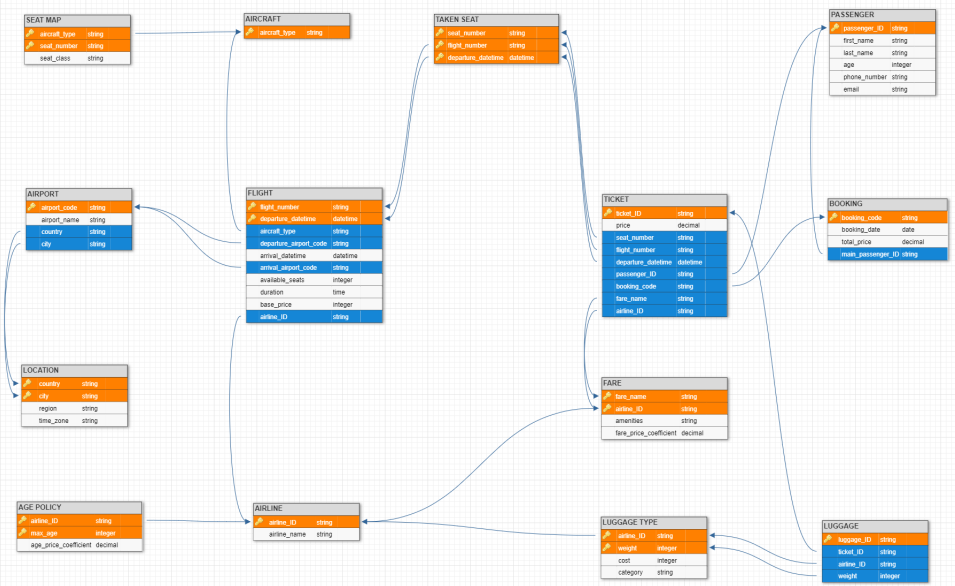 SEAT MAP
aircraft_type string
seat_number string
seat_class string
AIRCRAFT
aircraft_type string
TAKEN SEAT
seat_number string
flight_number string
departure_datetime datetime
PASSENGER
passenger_ID string
first_name string
last_name string
age integer
phone_number string
email string
AIRPORT
airport_code string
airport_name string
country string
city string
FLIGHT
flight_number string
departure_datetime datetime
aircraft_type string
departure_airport_code string
arrival_datetime datetime
arrival_airport_code string
available_seats integer
duration time
base_price integer
airline_ID string
TICKET
ticket_ID string
price decimal
seat_number string
flight_number string
departure_datetime datetime
passenger_ID string
booking_code string
fare_name string
airline_ID string
BOOKING
booking_code string
booking_date date
total_price decimal
main_passenger_ID string
LOCATION
country string
city string
region string
time_zone string
FARE
fare_name string
airline_ID string
amenities string
fare_price_coefficient decimal
AGE POLICY
airline_ID string
max_age integer
age_price_coefficient decimal
AIRLINE
airline_ID string
airline_name string
LUGGAGE TYPE
airline_ID string
weight integer
cost integer
category string
LUGGAGE
luggage_ID string
ticket_ID string
airline_ID string
weight integer